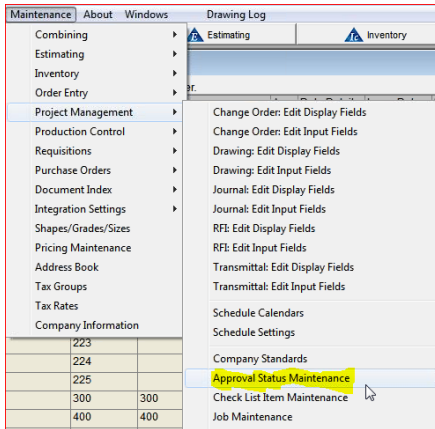 Maintenance About Windows Drawing Log
Estimating Inventory
Combining
Estimating
Inventory
Order Entry
Project Management
Production Control
Requisitions
Purchase Orders
Document Index
Integration Settings
Shapes/Grades/Sizes
Pricing Maintenance
Address Book
Tax Groups
Tax Rates
Company Information
er.
Change Order: Edit Display Fields
Change Order: Edit Input Fields
Drawing: Edit Display Fields
Drawing: Edit Input Fields
Journal: Edit Display Fields
Journal: Edit Input Fields
RFI: Edit Display Fields
RFI: Edit Input Fields
Transmittal: Edit Display Fields
Transmittal: Edit Input Fields
Schedule Calendars
Schedule Settings
Company Standards
Approval Status Maintenance
Check List Item Maintenance
Job Maintenance
223
224
225
300 300
400 400